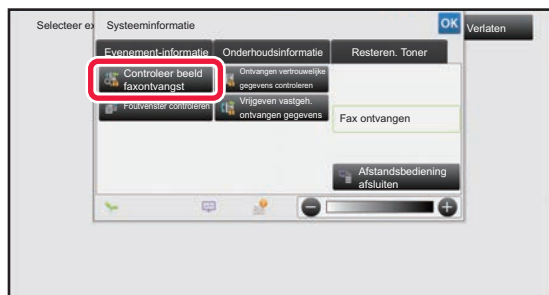 Selecteer ex
Systeeminformatie
OK
Verlaten
Evenement-informatie
Onderhoudsinformatie
Resteren. Toner
Controleer beeld
faxontvangst
Ontvangen vertrouwelijke
gegevens controleren
Foutvenster controleren
Vrijgeven vastgeh.
ontvangen gegevens
Fax ontvangen
Afstandsbediening
afsluiten